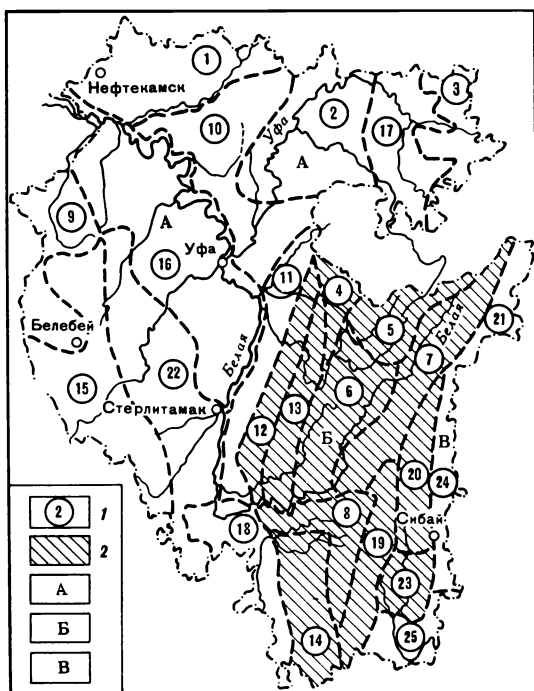 1
Нефтекамск
3
2
10
Уфа
17
А
9
А
16
Уфа
11
4
Белебей
Белая
5
Белая
21
7
15
22
6
13
Стерлитамак
12
Б
В
20
24
2
1
18
8
Сибай
2
19
А
23
Б
14
25
В